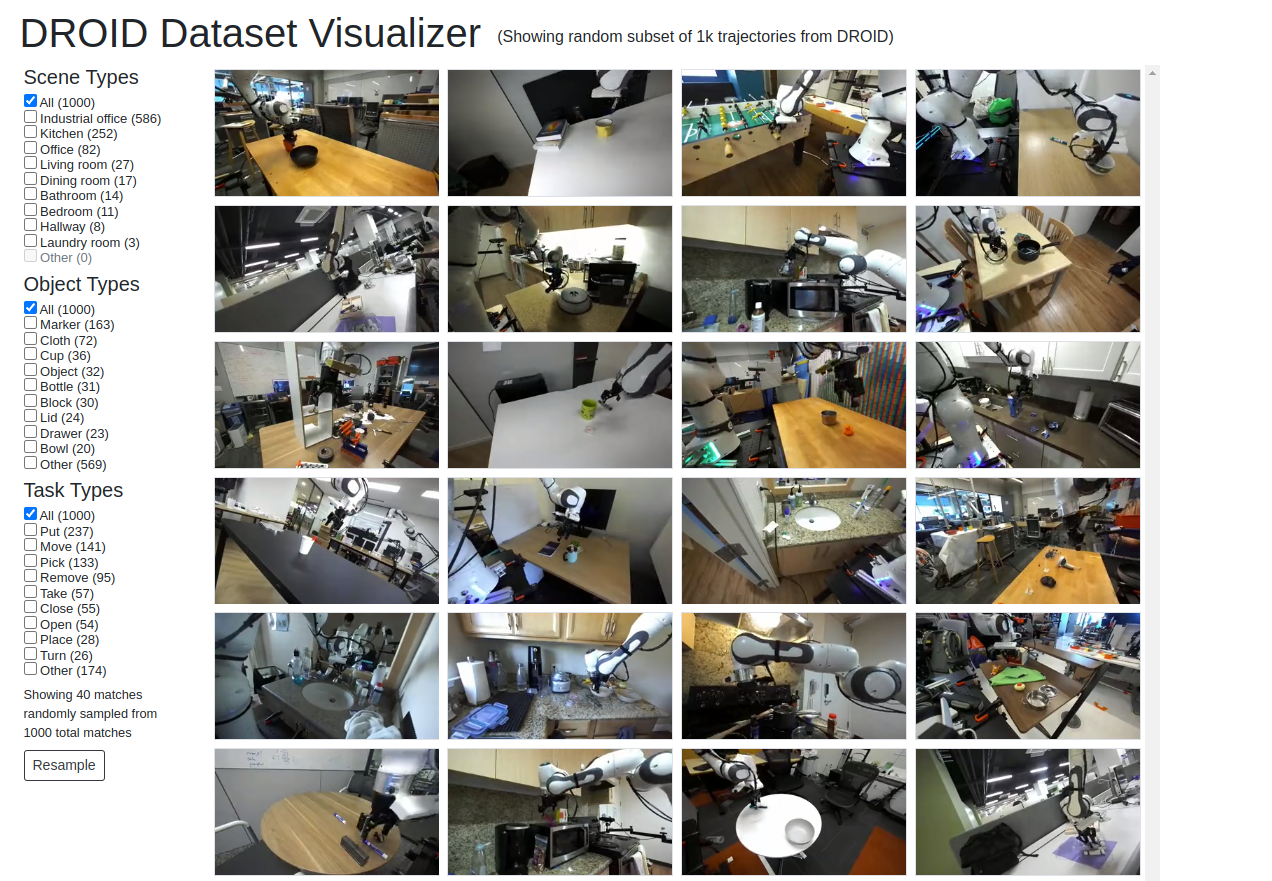 DROID Dataset Visualizer (Showing random subset of 1k trajectories from DROID)
Scene Types
All (1000)
Industrial office (586)
Kitchen (252)
Office (82)
Living room (27)
Dining room (17)
Bathroom (14)
Bedroom (11)
Hallway (8)
Laundry room (3)
Other (0)
Object Types
All (1000)
Marker (163)
Cloth (72)
Cup (36)
Object (32)
Bottle (31)
Block (30)
Lid (24)
Drawer (23)
Bowl (20)
Other (569)
Task Types
All (1000)
Put (237)
Move (141)
Pick (133)
Remove (95)
Take (57)
Close (55)
Open (54)
Place (28)
Turn (26)
Other (174)
Showing 40 matches
randomly sampled from
1000 total matches
Resample